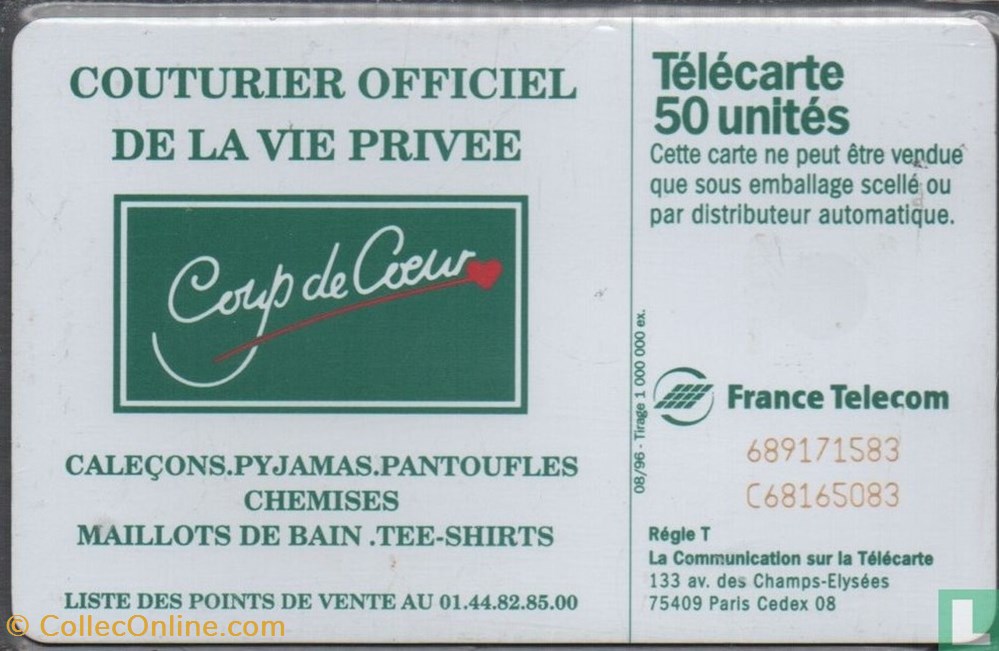 COUTURIER OFFICIEL
DE LA VIE PRIVEE
Coup de Coeur
CALEÇONS.PYJAMAS.PANTOUFLES
CHEMISES
MAILLOTS DE BAIN .TEE-SHIRTS
LISTE DES POINTS DE VENTE AU 01.44.82.85.00
Télécarte
50 unités
Cette carte ne peut être vendue
que sous emballage scellé ou
par distributeur automatique.
08/96 - Tirage 1 000 000 ex.
France Telecom
689171583
C68165083
Régie T
La Communication sur la Télécarte
133 av. des Champs-Elysées
75409 Paris Cedex 08
© CollecOnline.com
L